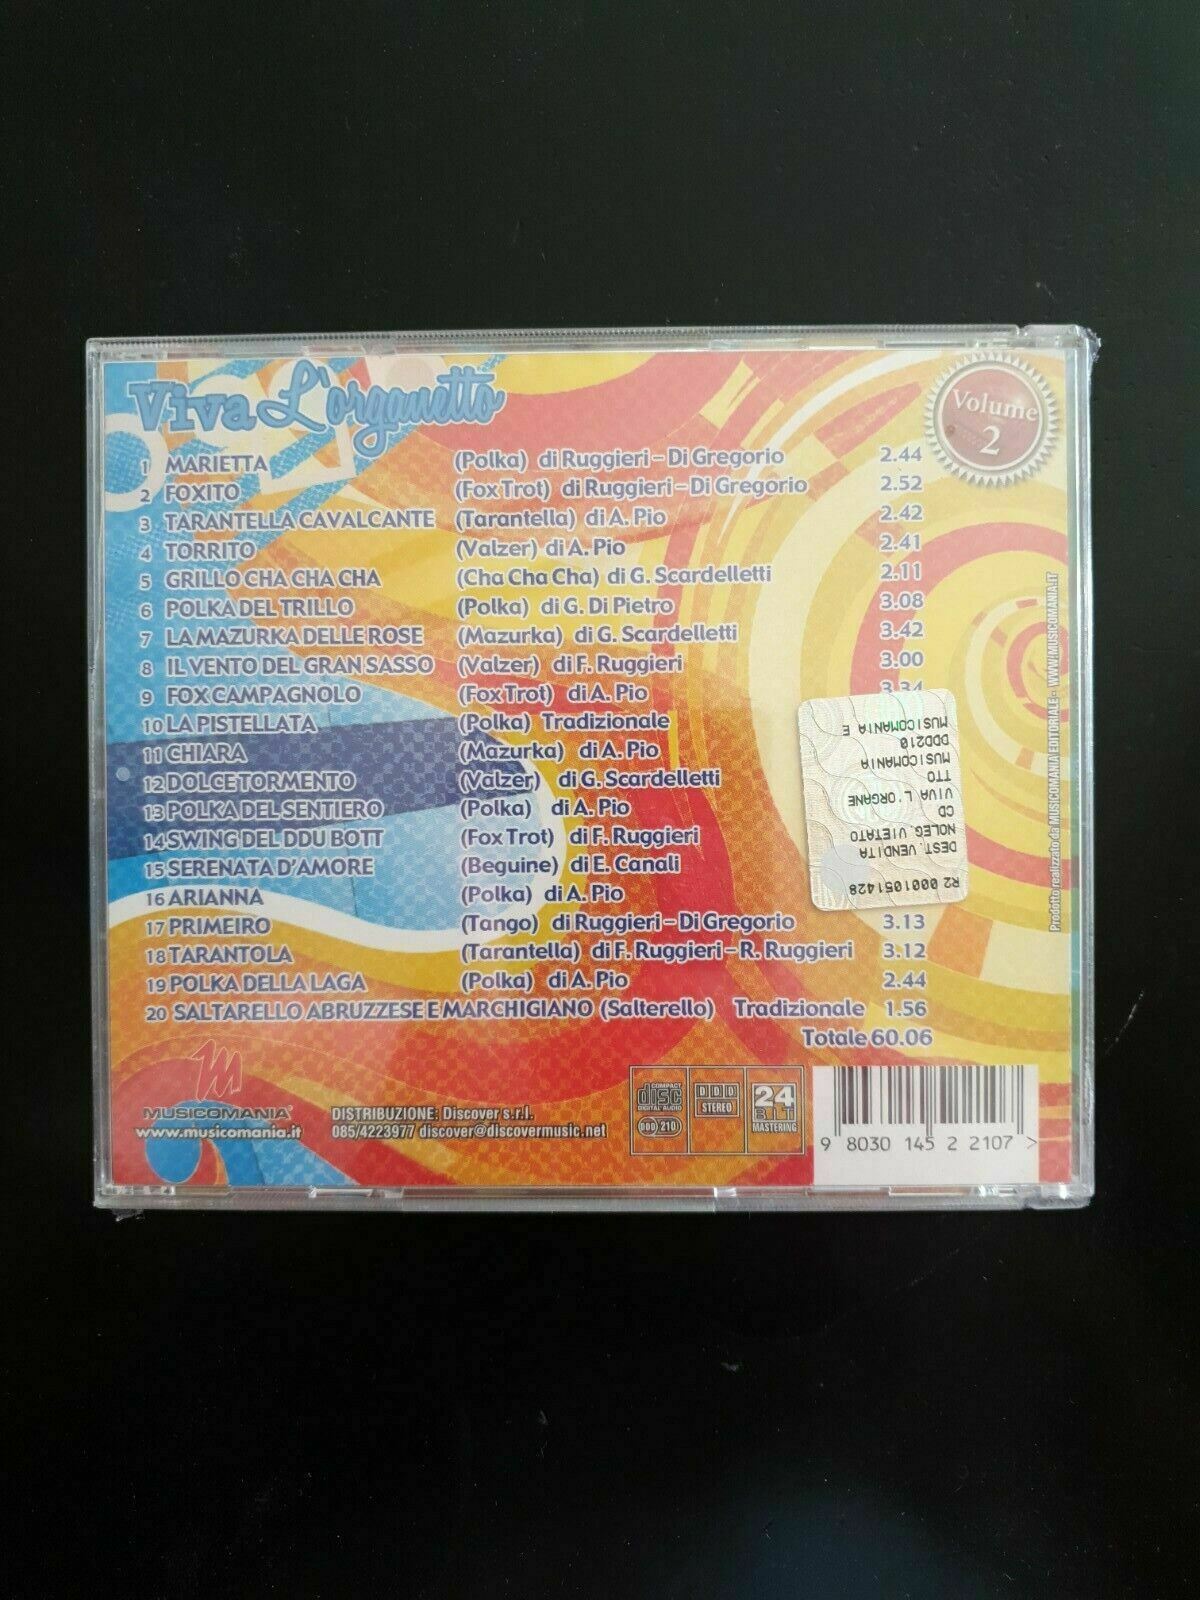 Viva L'organetto
Volume 2
1 MARIETTA (Polka) di Ruggieri - Di Gregorio 2.44
2 FOXITO (Fox Trot) di Ruggieri - Di Gregorio 2.52
3 TARANTELLA CAVALCANTE (Tarantella) di A. Pio 2.42
4 TORRITO (Valzer) di A. Pio 2.41
5 GRILLO CHA CHA CHA (Cha Cha Cha) di G. Scardelletti 2.11
6 POLKA DEL TRILLO (Polka) di G. Di Pietro 3.08
7 LA MAZURKA DELLE ROSE (Mazurka) di G. Scardelletti 3.42
8 IL VENTO DEL GRAN SASSO (Valzer) di F. Ruggieri 3.00
9 FOX CAMPAGNOLO (Fox Trot) di A. Pio 3.34
10 LA PISTELLATA (Polka) Tradizionale
11 CHIARA (Mazurka) di A. Pio
12 DOLCE TORMENTO (Valzer) di G. Scardelletti
13 POLKA DEL SENTIERO (Polka) di A. Pio
14 SWING DEL DDU BOTT (Fox Trot) di F. Ruggieri
15 SERENATA D'AMORE (Beguine) di E. Canali
16 ARIANNA (Polka) di A. Pio
17 PRIMEIRO (Tango) di Ruggieri - Di Gregorio 3.13
18 TARANTOLA (Tarantella) di F. Ruggieri - R. Ruggieri 3.12
19 POLKA DELLA LAGA (Polka) di A. Pio 2.44
20 SALTARELLO ABRUZZESE E MARCHIGIANO (Salterello) Tradizionale 1.56
Totale 60.06
R2 0001051428
DEST. VENDITA
NOLEG.VIETATO
CD
VIVA L'ORGANE
TTO
MUSICOMANIA
DDD210
MUSICOMANIA E
Prodotto realizzato da MUSICOMANIA EDITORIALE - WWW.MUSICOMANIA.IT
M
MUSICOMANIA
www.musicomania.it
DISTRIBUZIONE: Discover s.r.l.
085/4223977 discover@discovermusic.net
COMPACT
disc
DIGITAL AUDIO
DDD 210
DDD
STEREO
24
BIT
MASTERING
9 8030 145 2 2107 >